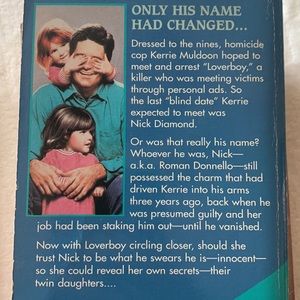 ONLY HIS NAME
HAD CHANGED...
Dressed to the nines, homicide
cop Kerrie Muldoon hoped to
meet and arrest "Loverboy," a
killer who was meeting victims
through personal ads. So
the last "blind date" Kerrie
expected to meet was
Nick Diamond.
Or was that really his name?
Whoever he was, Nick—
a.k.a. Roman Donnello—still
possessed the charm that had
driven Kerrie into his arms
three years ago, back when he
was presumed guilty and her
job had been staking him out—until he vanished.
Now with Loverboy circling closer, should she
trust Nick to be what he swears he is—innocent—
so she could reveal her own secrets—their
twin daughters....